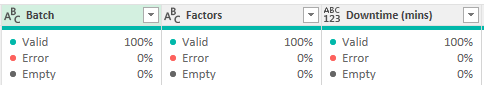 ABC Batch ABC Factors ABC 123 Downtime (mins)
Valid 100% Valid 100% Valid 100%
Error 0% Error 0% Error 0%
Empty 0% Empty 0% Empty 0%